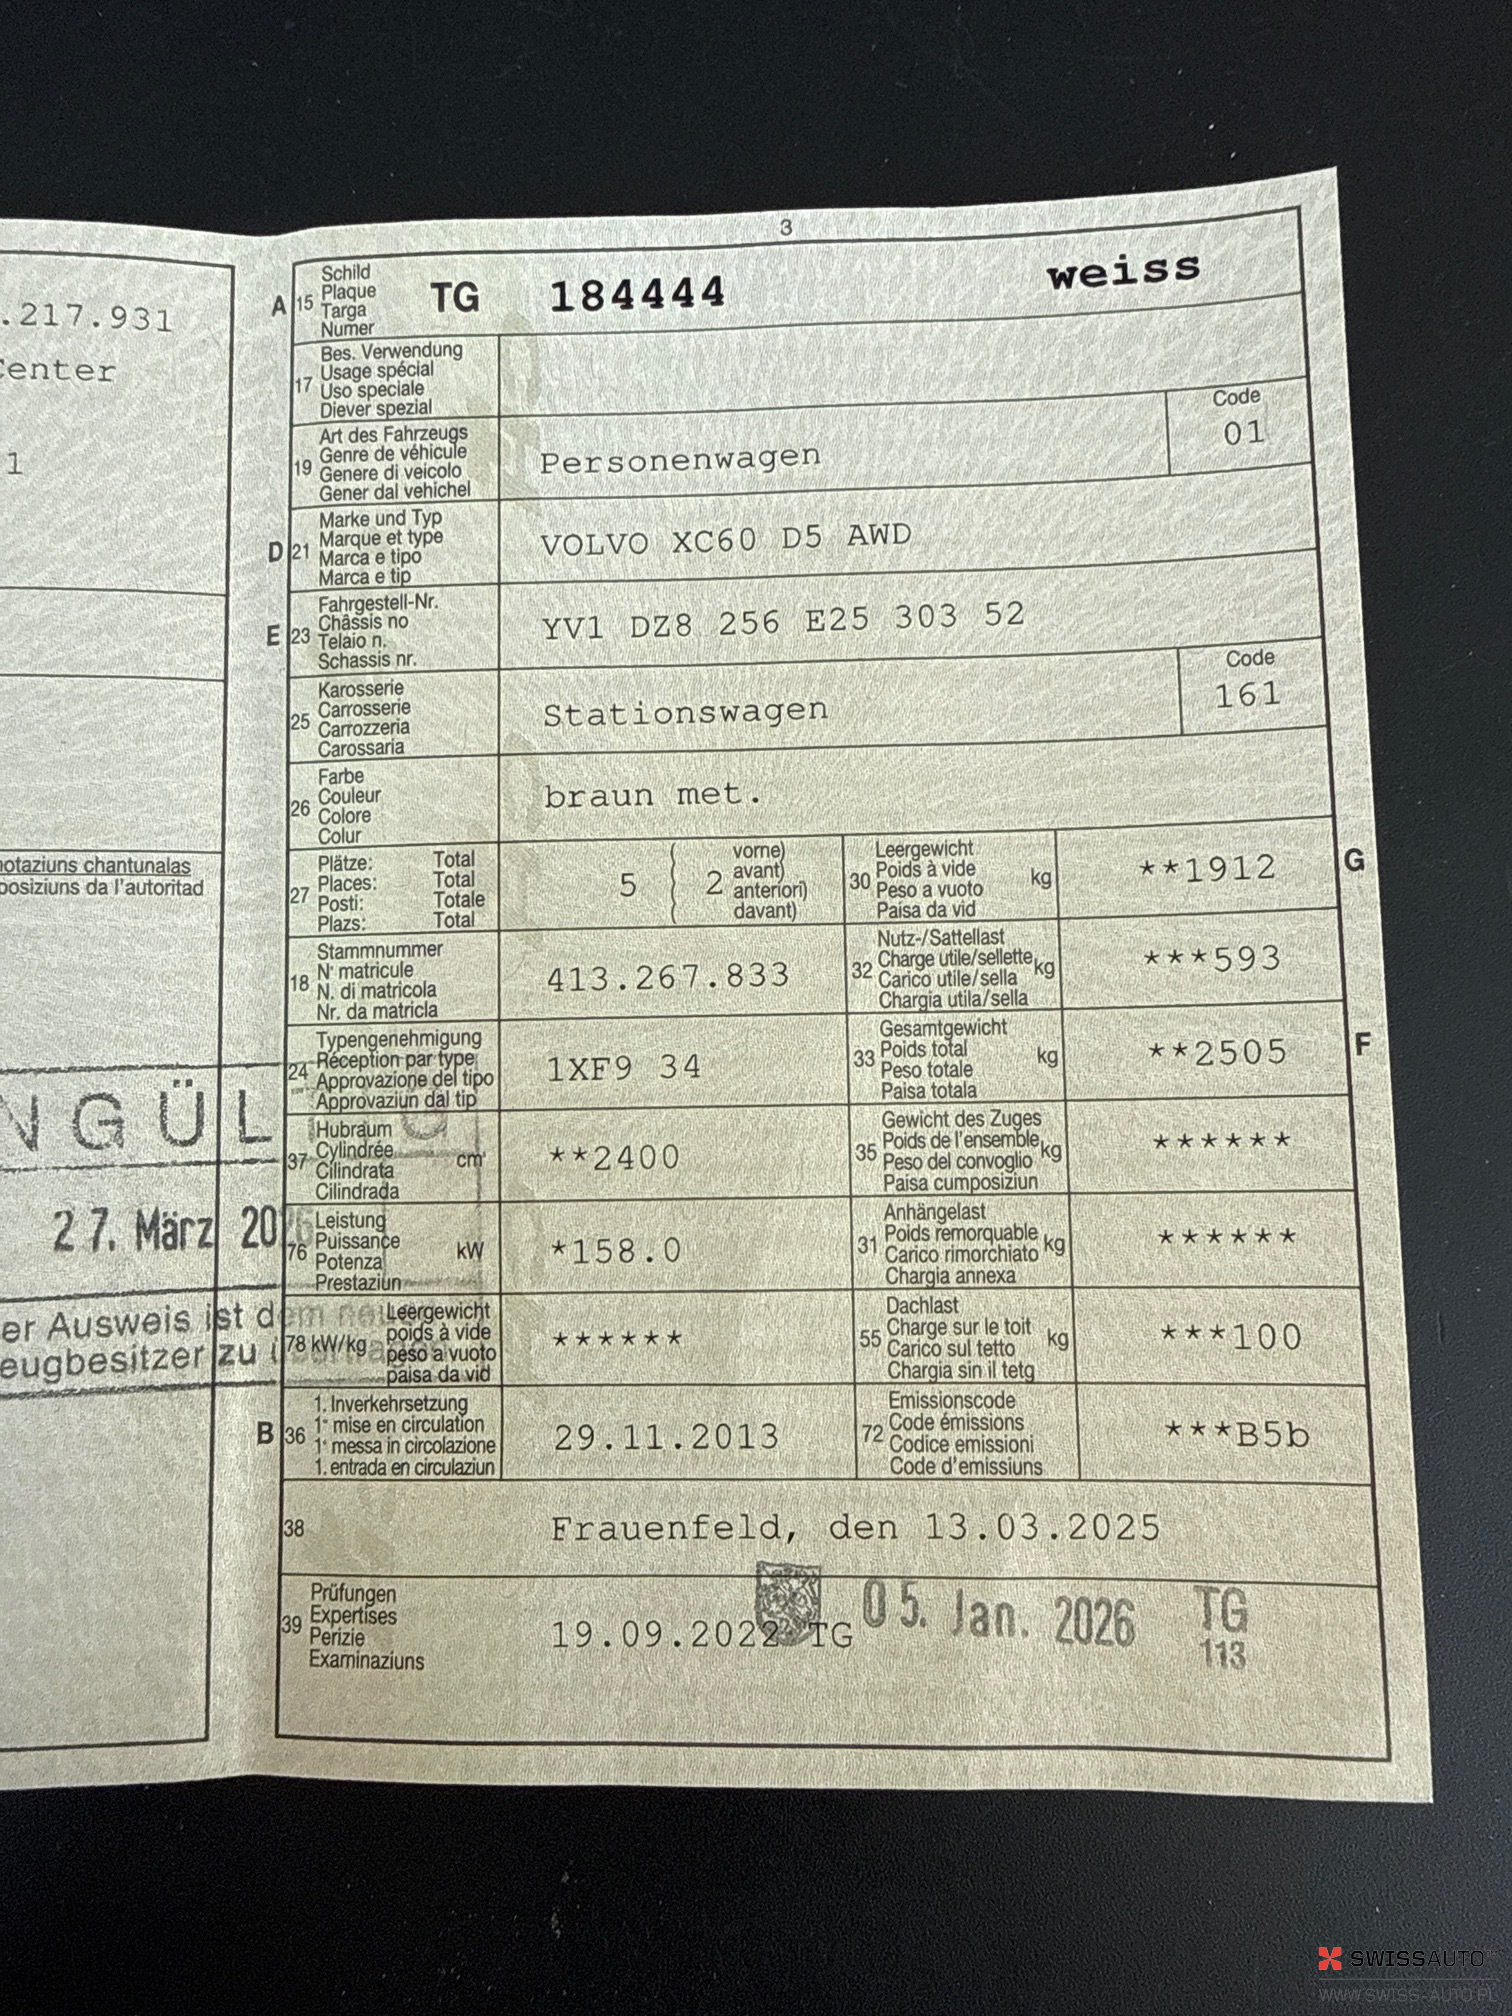 .217.931
Center
1
notaziuns chantunalas
posiziuns da l'autoritad
NGÜL
27. März 20
er Ausweis ist dem
eugbesitzer zu
3
A 15 Schild
Plaque
Targa
Numer
TG 184444 weiss
17 Bes. Verwendung
Usage spécial
Uso speciale
Diever spezial
19 Art des Fahrzeugs
Genre de véhicule
Genere di veicolo
Gener dal vehichel
Personenwagen
Code
01
D 21 Marke und Typ
Marque et type
Marca e tipo
Marca e tip
VOLVO XC60 D5 AWD
E 23 Fahrgestell-Nr.
Châssis no
Telaio n.
Schassis nr.
YV1 DZ8 256 E25 303 52
25 Karosserie
Carrosserie
Carrozzeria
Carossaria
Stationswagen
Code
161
26 Farbe
Couleur
Colore
Colur
braun met.
27 Plätze: Total
Places: Total
Posti: Totale
Plazs: Total
5 ( 2 vorne)
( avant)
( anteriori)
( davant)
30 Leergewicht
Poids à vide
Peso a vuoto
Paisa da vid
kg **1912 G
18 Stammnummer
N° matricule
N. di matricola
Nr. da matricla
413.267.833
32 Nutz-/Sattellast
Charge utile/sellette
Carico utile/sella
Chargia utila/sella
kg ***593
24 Typengenehmigung
Réception par type
Approvazione del tipo
Approvaziun dal tip
1XF9 34
33 Gesamtgewicht
Poids total
Peso totale
Paisa totala
kg **2505 F
37 Hubraum
Cylindrée
Cilindrata
Cilindrada
cm³ **2400
35 Gewicht des Zuges
Poids de l'ensemble
Peso del convoglio
Paisa cumposiziun
kg ******
76 Leistung
Puissance
Potenza
Prestaziun
kW *158.0
31 Anhängelast
Poids remorquable
Carico rimorchiato
Chargia annexa
kg ******
78 kW/kg Leergewicht
poids à vide
peso a vuoto
paisa da vid
******
55 Dachlast
Charge sur le toit
Carico sul tetto
Chargia sin il tetg
kg ***100
B 36 1. Inverkehrsetzung
1e mise en circulation
1a messa in circolazione
1. entrada en circulaziun
29.11.2013
72 Emissionscode
Code émissions
Codice emissioni
Code d'emissiuns
***B5b
38 Frauenfeld, den 13.03.2025
39 Prüfungen
Expertises
Perizie
Examinaziuns
19.09.2022 TG
05. Jan. 2026 TG
113
SWISSAUTO
WWW.SWISS-AUTO.PL